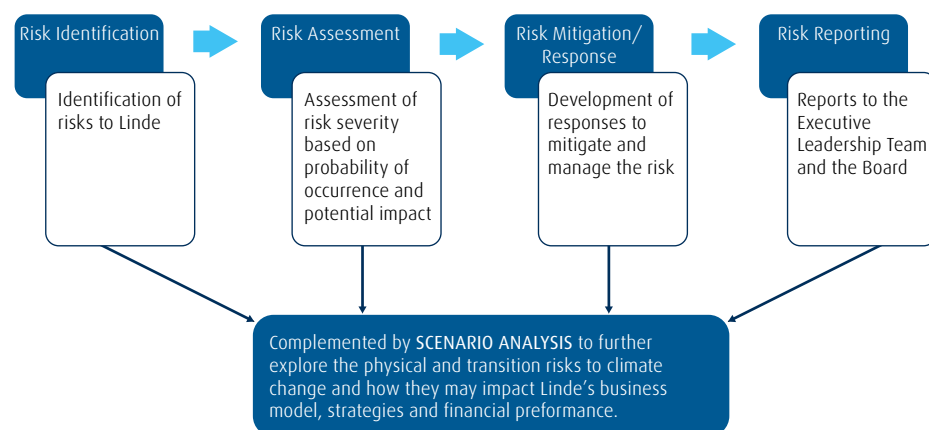 Risk Identification
Identification of
risks to Linde
Risk Assessment
Assessment of
risk severity
based on
probability of
occurrence and
potential impact
Risk Mitigation/
Response
Development of
responses to
mitigate and
manage the risk
Risk Reporting
Reports to the
Executive
Leadership Team
and the Board
Complemented by SCENARIO ANALYSIS to further
explore the physical and transition risks to climate
change and how they may impact Linde’s business
model, strategies and financial preformance.